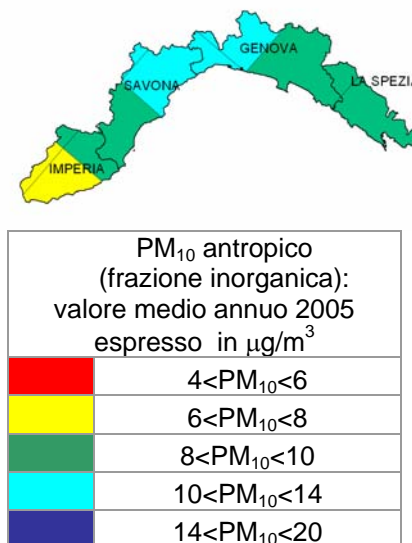 GENOVA
SAVONA
LA SPEZIA
IMPERIA
PM₁₀ antropico
(frazione inorganica):
valore medio annuo 2005
espresso in μg/m³
4<PM₁₀<6
6<PM₁₀<8
8<PM₁₀<10
10<PM₁₀<14
14<PM₁₀<20